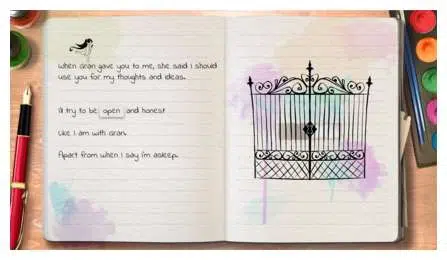 When Gran gave you to me, she said I should
use you for my thoughts and ideas.
I'll try to be open and honest
Like I am with Gran.
Apart from when I say I'm asleep.